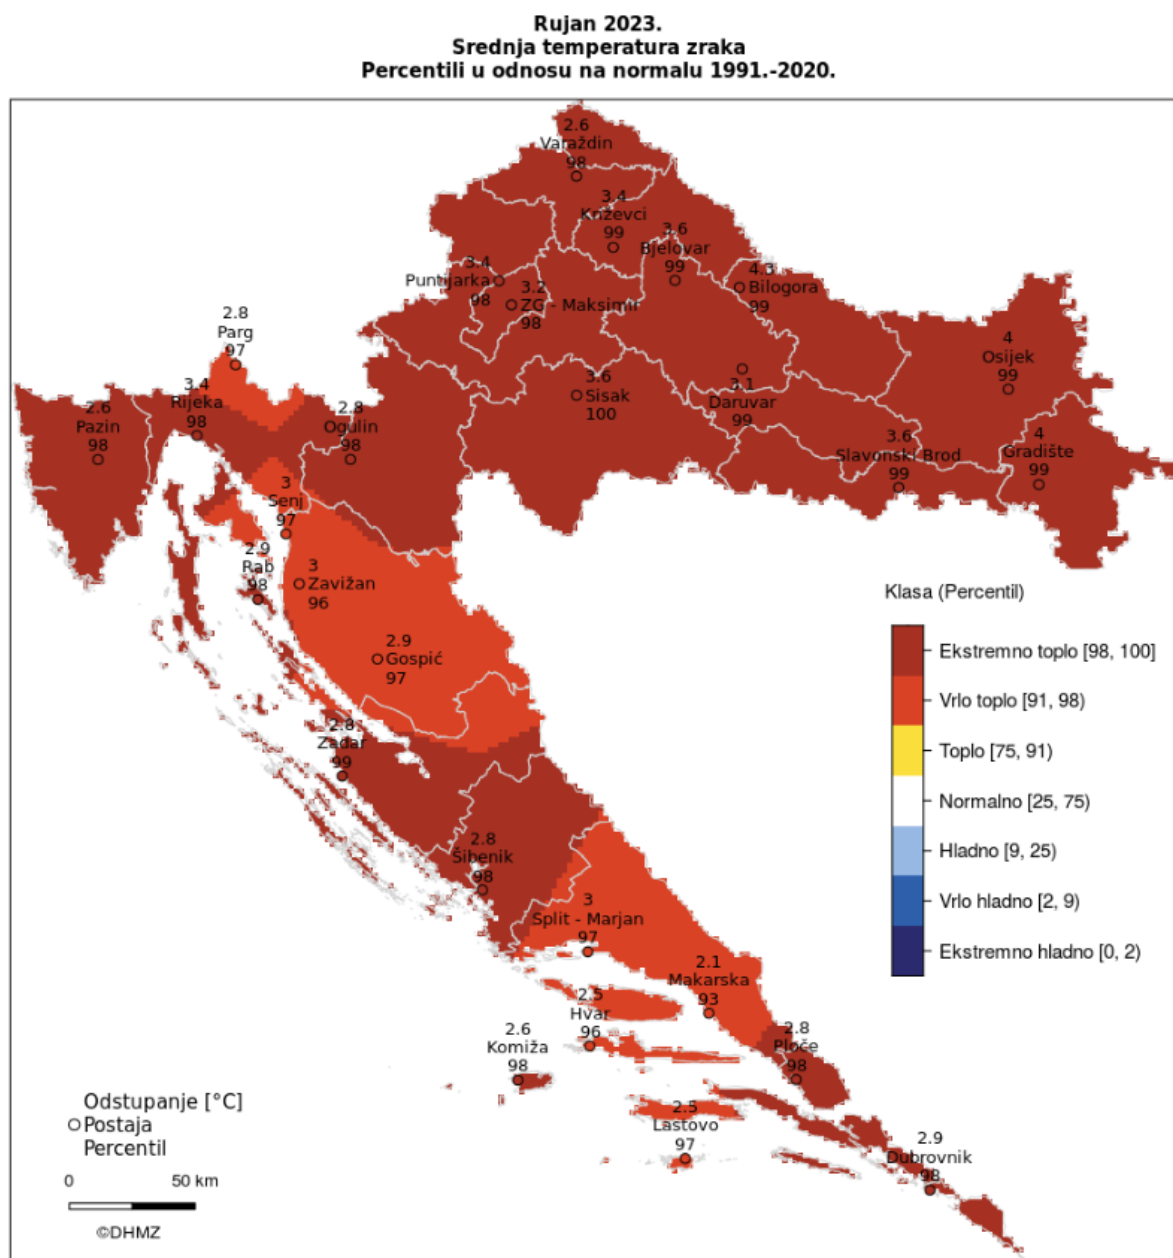 Rujan 2023.
Srednja temperatura zraka
Percentili u odnosu na normalu 1991.-2020.
2.6
Varaždin
98
3.4
Križevci
99
3.6
Bjelovar
99
3.4
Puntijarka
98
3.2
ZG - Maksimir
98
4.3
Bilogora
99
2.8
Parg
97
4
Osijek
99
3.4
Rijeka
98
2.6
Pazin
98
2.8
Ogulin
98
3.6
Sisak
100
3.1
Daruvar
99
3.6
Slavonski Brod
99
4
Gradište
99
3
Senj
97
2.9
Rab
98
3
Zavižan
96
2.9
Gospić
97
2.8
Zadar
99
2.8
Šibenik
98
3
Split - Marjan
97
2.1
Makarska
93
2.5
Hvar
96
2.6
Komiža
98
2.8
Ploče
98
2.5
Lastovo
97
2.9
Dubrovnik
98
Klasa (Percentil)
Ekstremno toplo [98, 100]
Vrlo toplo [91, 98)
Toplo [75, 91)
Normalno [25, 75)
Hladno [9, 25)
Vrlo hladno [2, 9)
Ekstremno hladno [0, 2)
Odstupanje [°C]
Postaja
Percentil
0 50 km
©DHMZ